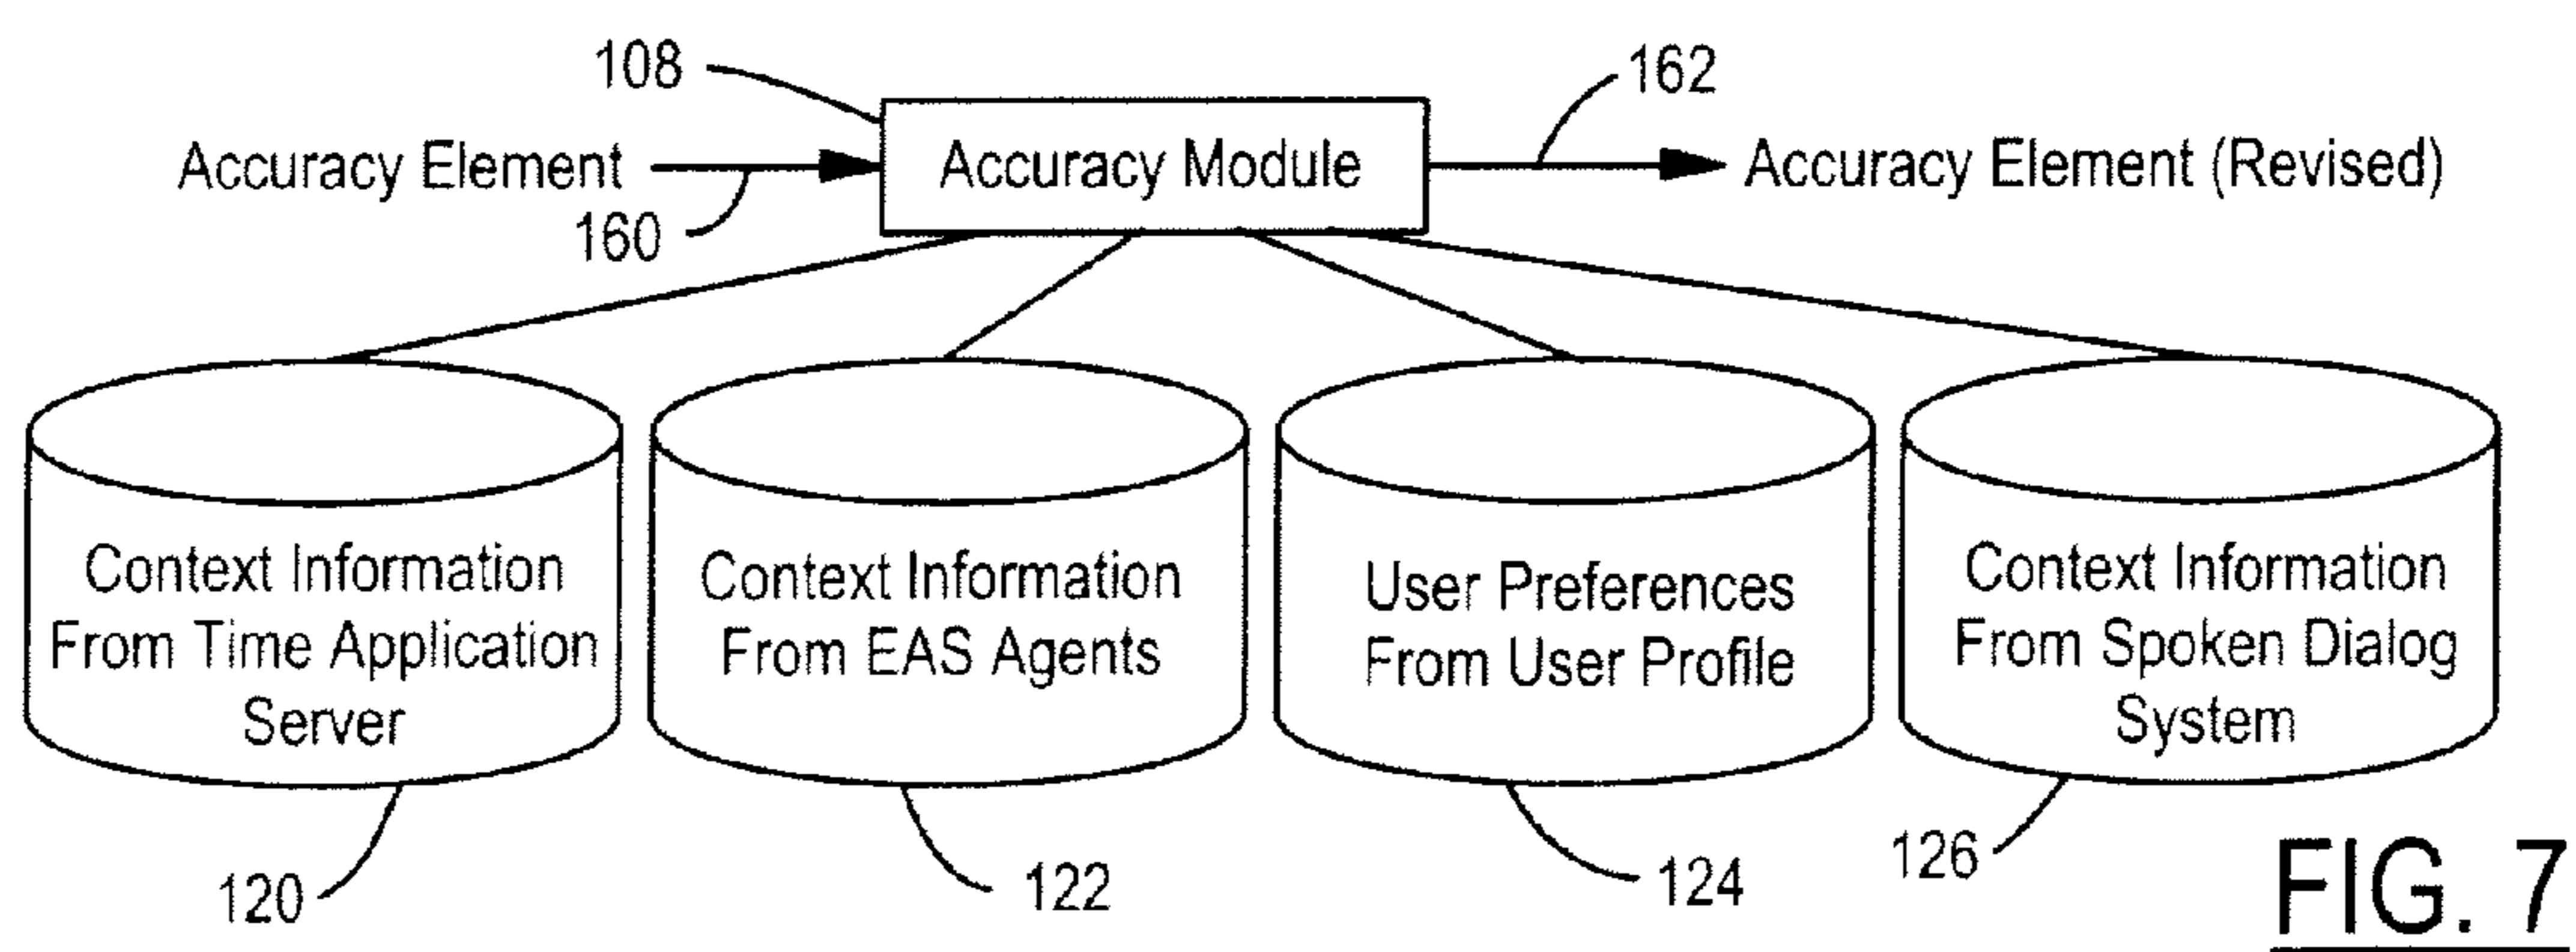 108
162
Accuracy Element
Accuracy Module
Accuracy Element (Revised)
160
Context Information
From Time Application
Server
Context Information
From EAS Agents
User Preferences
From User Profile
Context Information
From Spoken Dialog
System
120
122
124
126
FIG. 7